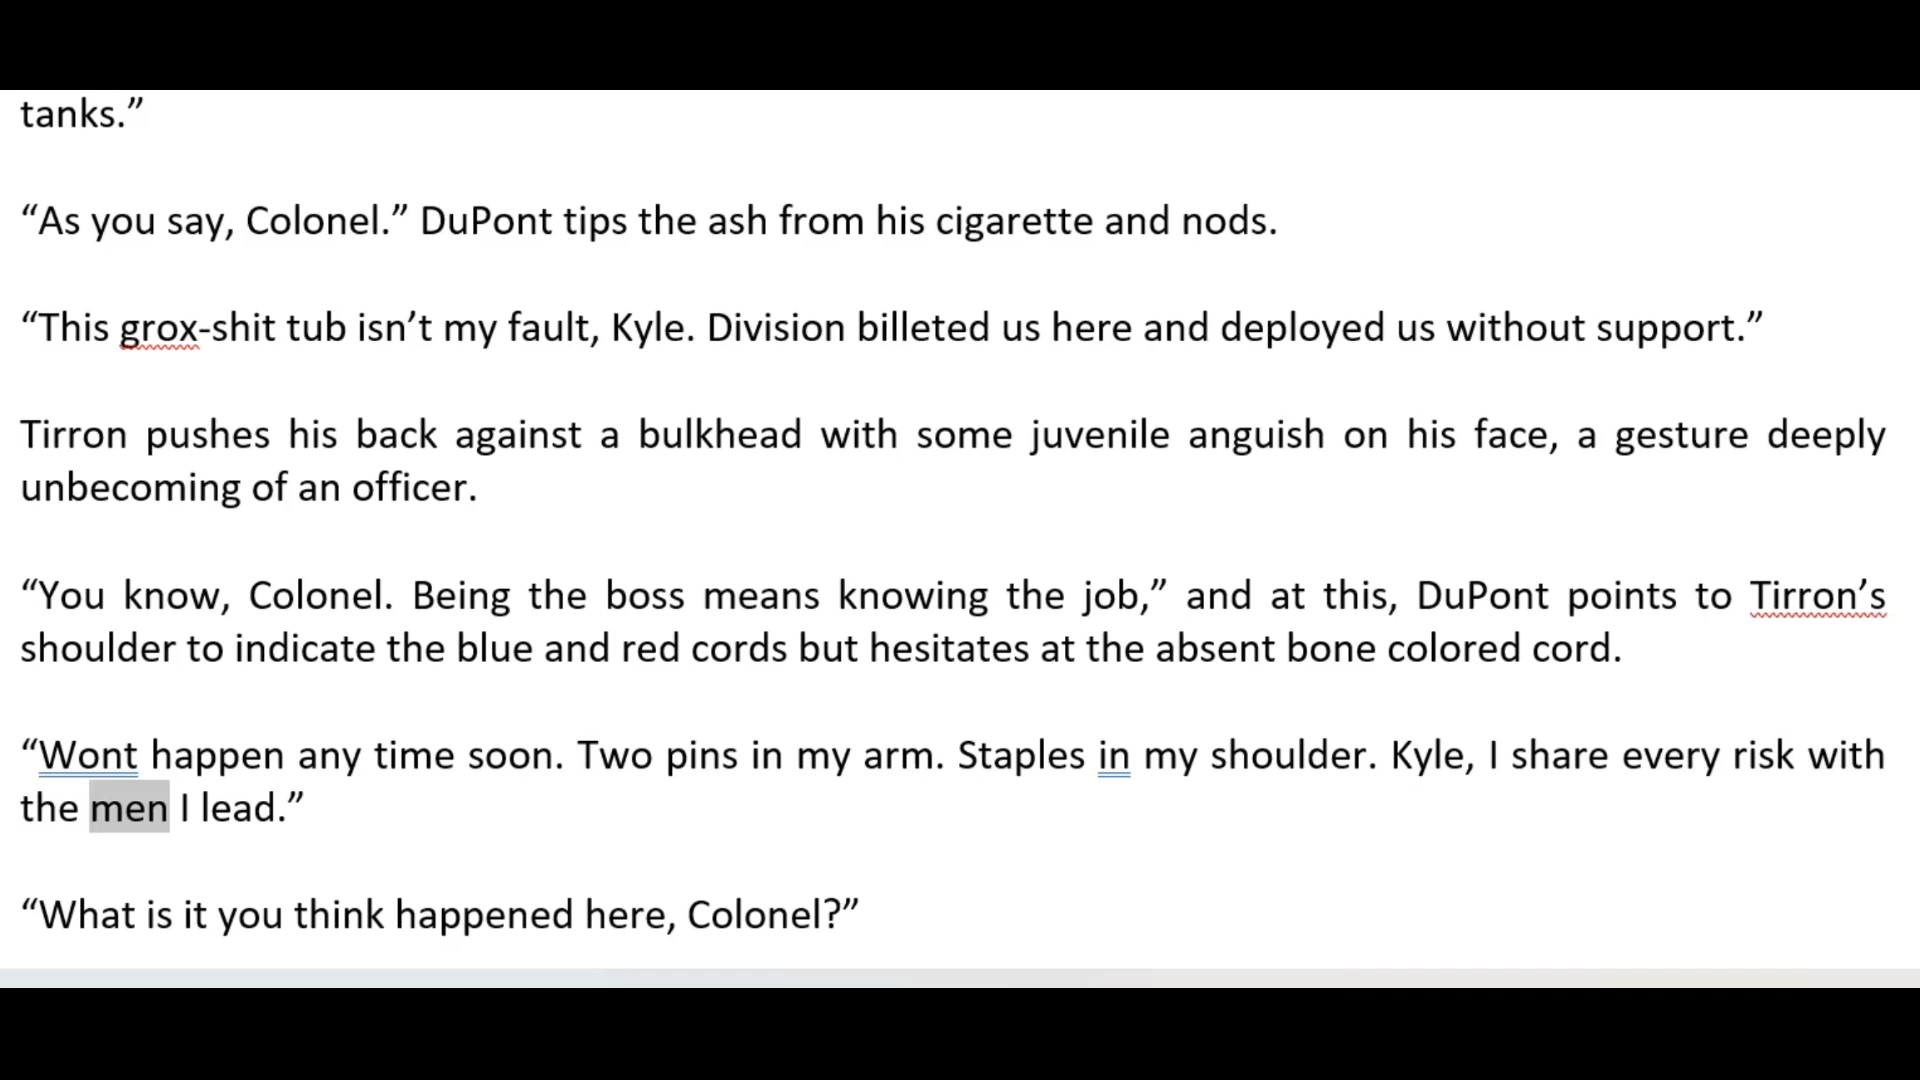 tanks.”
“As you say, Colonel.” DuPont tips the ash from his cigarette and nods.
“This grox-shit tub isn’t my fault, Kyle. Division billeted us here and deployed us without support.”
Tirron pushes his back against a bulkhead with some juvenile anguish on his face, a gesture deeply
unbecoming of an officer.
“You know, Colonel. Being the boss means knowing the job,” and at this, DuPont points to Tirron’s
shoulder to indicate the blue and red cords but hesitates at the absent bone colored cord.
“Wont happen any time soon. Two pins in my arm. Staples in my shoulder. Kyle, I share every risk with
the men I lead.”
“What is it you think happened here, Colonel?”